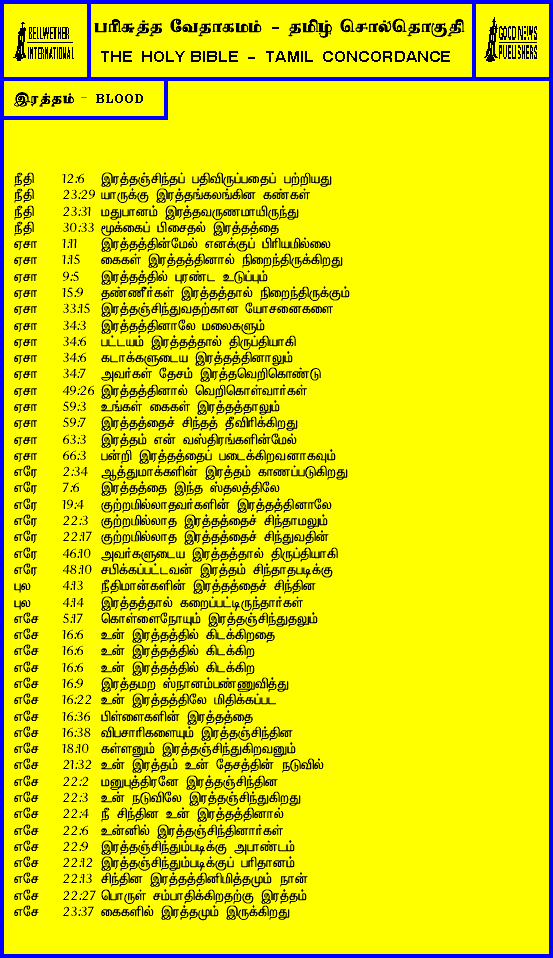 BELLWETHER
INTERNATIONAL
பரிசுத்த வேதாகமம் - தமிழ் சொல்தொகுதி
THE HOLY BIBLE - TAMIL CONCORDANCE
GOOD NEWS
PUBLISHERS
இரத்தம் - BLOOD
நீதி 12:6 இரத்தஞ்சிந்தப் பதிவிருப்பதைப் பற்றியது
நீதி 23:29 யாருக்கு இரத்தங்கலங்கின கண்கள்
நீதி 23:31 மதுபானம் இரத்தவருணமாயிருந்து
நீதி 30:33 மூக்கைப் பிசைதல் இரத்தத்தை
ஏசா 1:11 இரத்தத்தின்மேல் எனக்குப் பிரியமில்லை
ஏசா 1:15 கைகள் இரத்தத்தினால் நிறைந்திருக்கிறது
ஏசா 9:5 இரத்தத்தில் புரண்ட உடுப்பும்
ஏசா 15:9 தண்ணீர்கள் இரத்தத்தால் நிறைந்திருக்கும்
ஏசா 33:15 இரத்தஞ்சிந்துவதற்கான யோசனைகளை
ஏசா 34:3 இரத்தத்தினாலே மலைகளும்
ஏசா 34:6 பட்டயம் இரத்தத்தால் திருப்தியாகி
ஏசா 34:6 கடாக்களுடைய இரத்தத்தினாலும்
ஏசா 34:7 அவர்கள் தேசம் இரத்தவெறிகொண்டு
ஏசா 49:26 இரத்தத்தினால் வெறிகொள்வார்கள்
ஏசா 59:3 உங்கள் கைகள் இரத்தத்தாலும்
ஏசா 59:7 இரத்தத்தைச் சிந்தத் தீவிரிக்கிறது
ஏசா 63:3 இரத்தம் என் வஸ்திரங்களின்மேல்
ஏசா 66:3 பன்றி இரத்தத்தைப் படைக்கிறவனாகவும்
எரே 2:34 ஆத்துமாக்களின் இரத்தம் காணப்படுகிறது
எரே 7:6 இரத்தத்தை இந்த ஸ்தலத்திலே
எரே 19:4 குற்றமில்லாதவர்களின் இரத்தத்தினாலே
எரே 22:3 குற்றமில்லாத இரத்தத்தைச் சிந்தாமலும்
எரே 22:17 குற்றமில்லாத இரத்தத்தைச் சிந்துவதின்
எரே 46:10 அவர்களுடைய இரத்தத்தால் திருப்தியாகி
எரே 48:10 சபிக்கப்பட்டவன் இரத்தம் சிந்தாதபடிக்கு
புல 4:13 நீதிமான்களின் இரத்தத்தைச் சிந்தின
புல 4:14 இரத்தத்தால் கறைப்பட்டிருந்தார்கள்
எசே 5:17 கொள்ளைநோயும் இரத்தஞ்சிந்துதலும்
எசே 16:6 உன் இரத்தத்தில் கிடக்கிறதை
எசே 16:6 உன் இரத்தத்தில் கிடக்கிற
எசே 16:6 உன் இரத்தத்தில் கிடக்கிற
எசே 16:9 இரத்தமற ஸ்நானம்பண்ணுவித்து
எசே 16:22 உன் இரத்தத்திலே மிதிக்கப்பட
எசே 16:36 பிள்ளைகளின் இரத்தத்தை
எசே 16:38 விபசாரிகளையும் இரத்தஞ்சிந்தின
எசே 18:10 கள்ளனும் இரத்தஞ்சிந்துகிறவனும்
எசே 21:32 உன் இரத்தம் உன் தேசத்தின் நடுவில்
எசே 22:2 மனுபுத்திரனே இரத்தஞ்சிந்தின
எசே 22:3 உன் நடுவிலே இரத்தஞ்சிந்துகிறது
எசே 22:4 நீ சிந்தின உன் இரத்தத்தினால்
எசே 22:6 உன்னில் இரத்தஞ்சிந்தினார்கள்
எசே 22:9 இரத்தஞ்சிந்தும்படிக்கு அபாண்டம்
எசே 22:12 இரத்தஞ்சிந்தும்படிக்குப் பரிதானம்
எசே 22:13 சிந்தின இரத்தத்தினிமித்தமும் நான்
எசே 22:27 பொருள் சம்பாதிக்கிறதற்கு இரத்தம்
எசே 23:37 கைகளில் இரத்தமும் இருக்கிறது